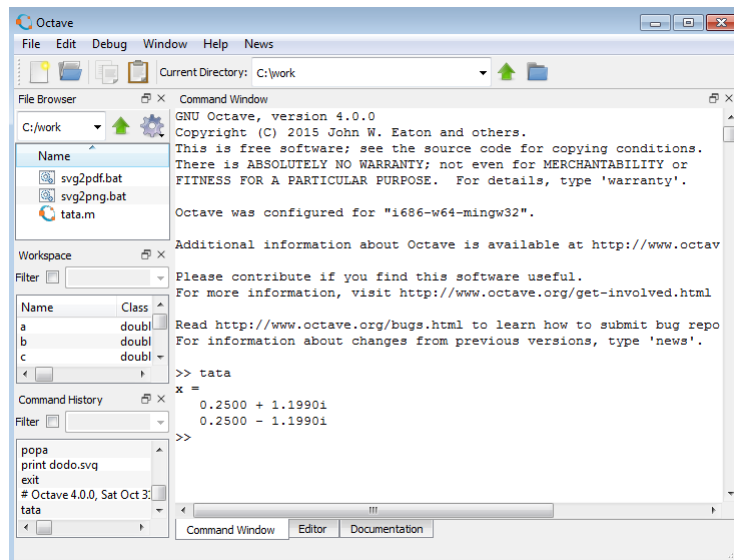 Octave
File Edit Debug Window Help News
Current Directory: C:\work
File Browser
C:/work
Name
svg2pdf.bat
svg2png.bat
tata.m
Workspace
Filter
Name Class
a doubl
b doubl
c doubl
Command History
Filter
popa
print dodo.svg
exit
# Octave 4.0.0, Sat Oct 3
tata
Command Window
GNU Octave, version 4.0.0
Copyright (C) 2015 John W. Eaton and others.
This is free software; see the source code for copying conditions.
There is ABSOLUTELY NO WARRANTY; not even for MERCHANTABILITY or
FITNESS FOR A PARTICULAR PURPOSE.  For details, type 'warranty'.
Octave was configured for "i686-w64-mingw32".
Additional information about Octave is available at http://www.octav
Please contribute if you find this software useful.
For more information, visit http://www.octave.org/get-involved.html
Read http://www.octave.org/bugs.html to learn how to submit bug repo
For information about changes from previous versions, type 'news'.
>> tata
x =
0.2500 + 1.1990i
0.2500 - 1.1990i
>>
Command Window Editor Documentation